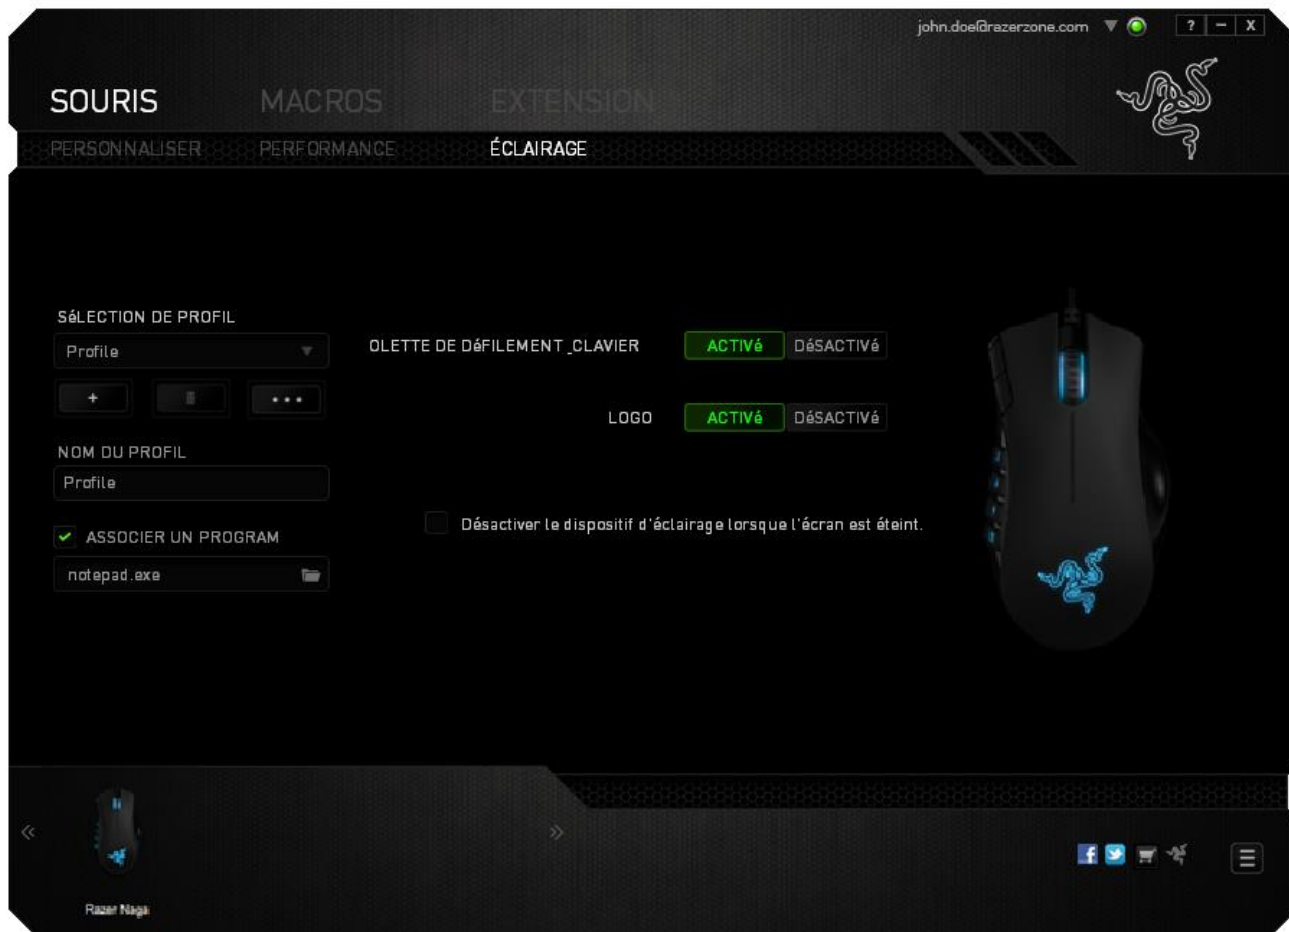 john.doe@razerzone.com
? – X
SOURIS MACROS EXTENSION
PERSONNALISER PERFORMANCE ÉCLAIRAGE
SéLECTION DE PROFIL
Profile
+ •••
OLETTE DE DéFILEMENT_CLAVIER ACTIVé DéSACTIVé
LOGO ACTIVé DéSACTIVé
NOM DU PROFIL
Profile
ASSOCIER UN PROGRAM
notepad.exe
Désactiver le dispositif d'éclairage lorsque l'écran est éteint.
Razer Naga